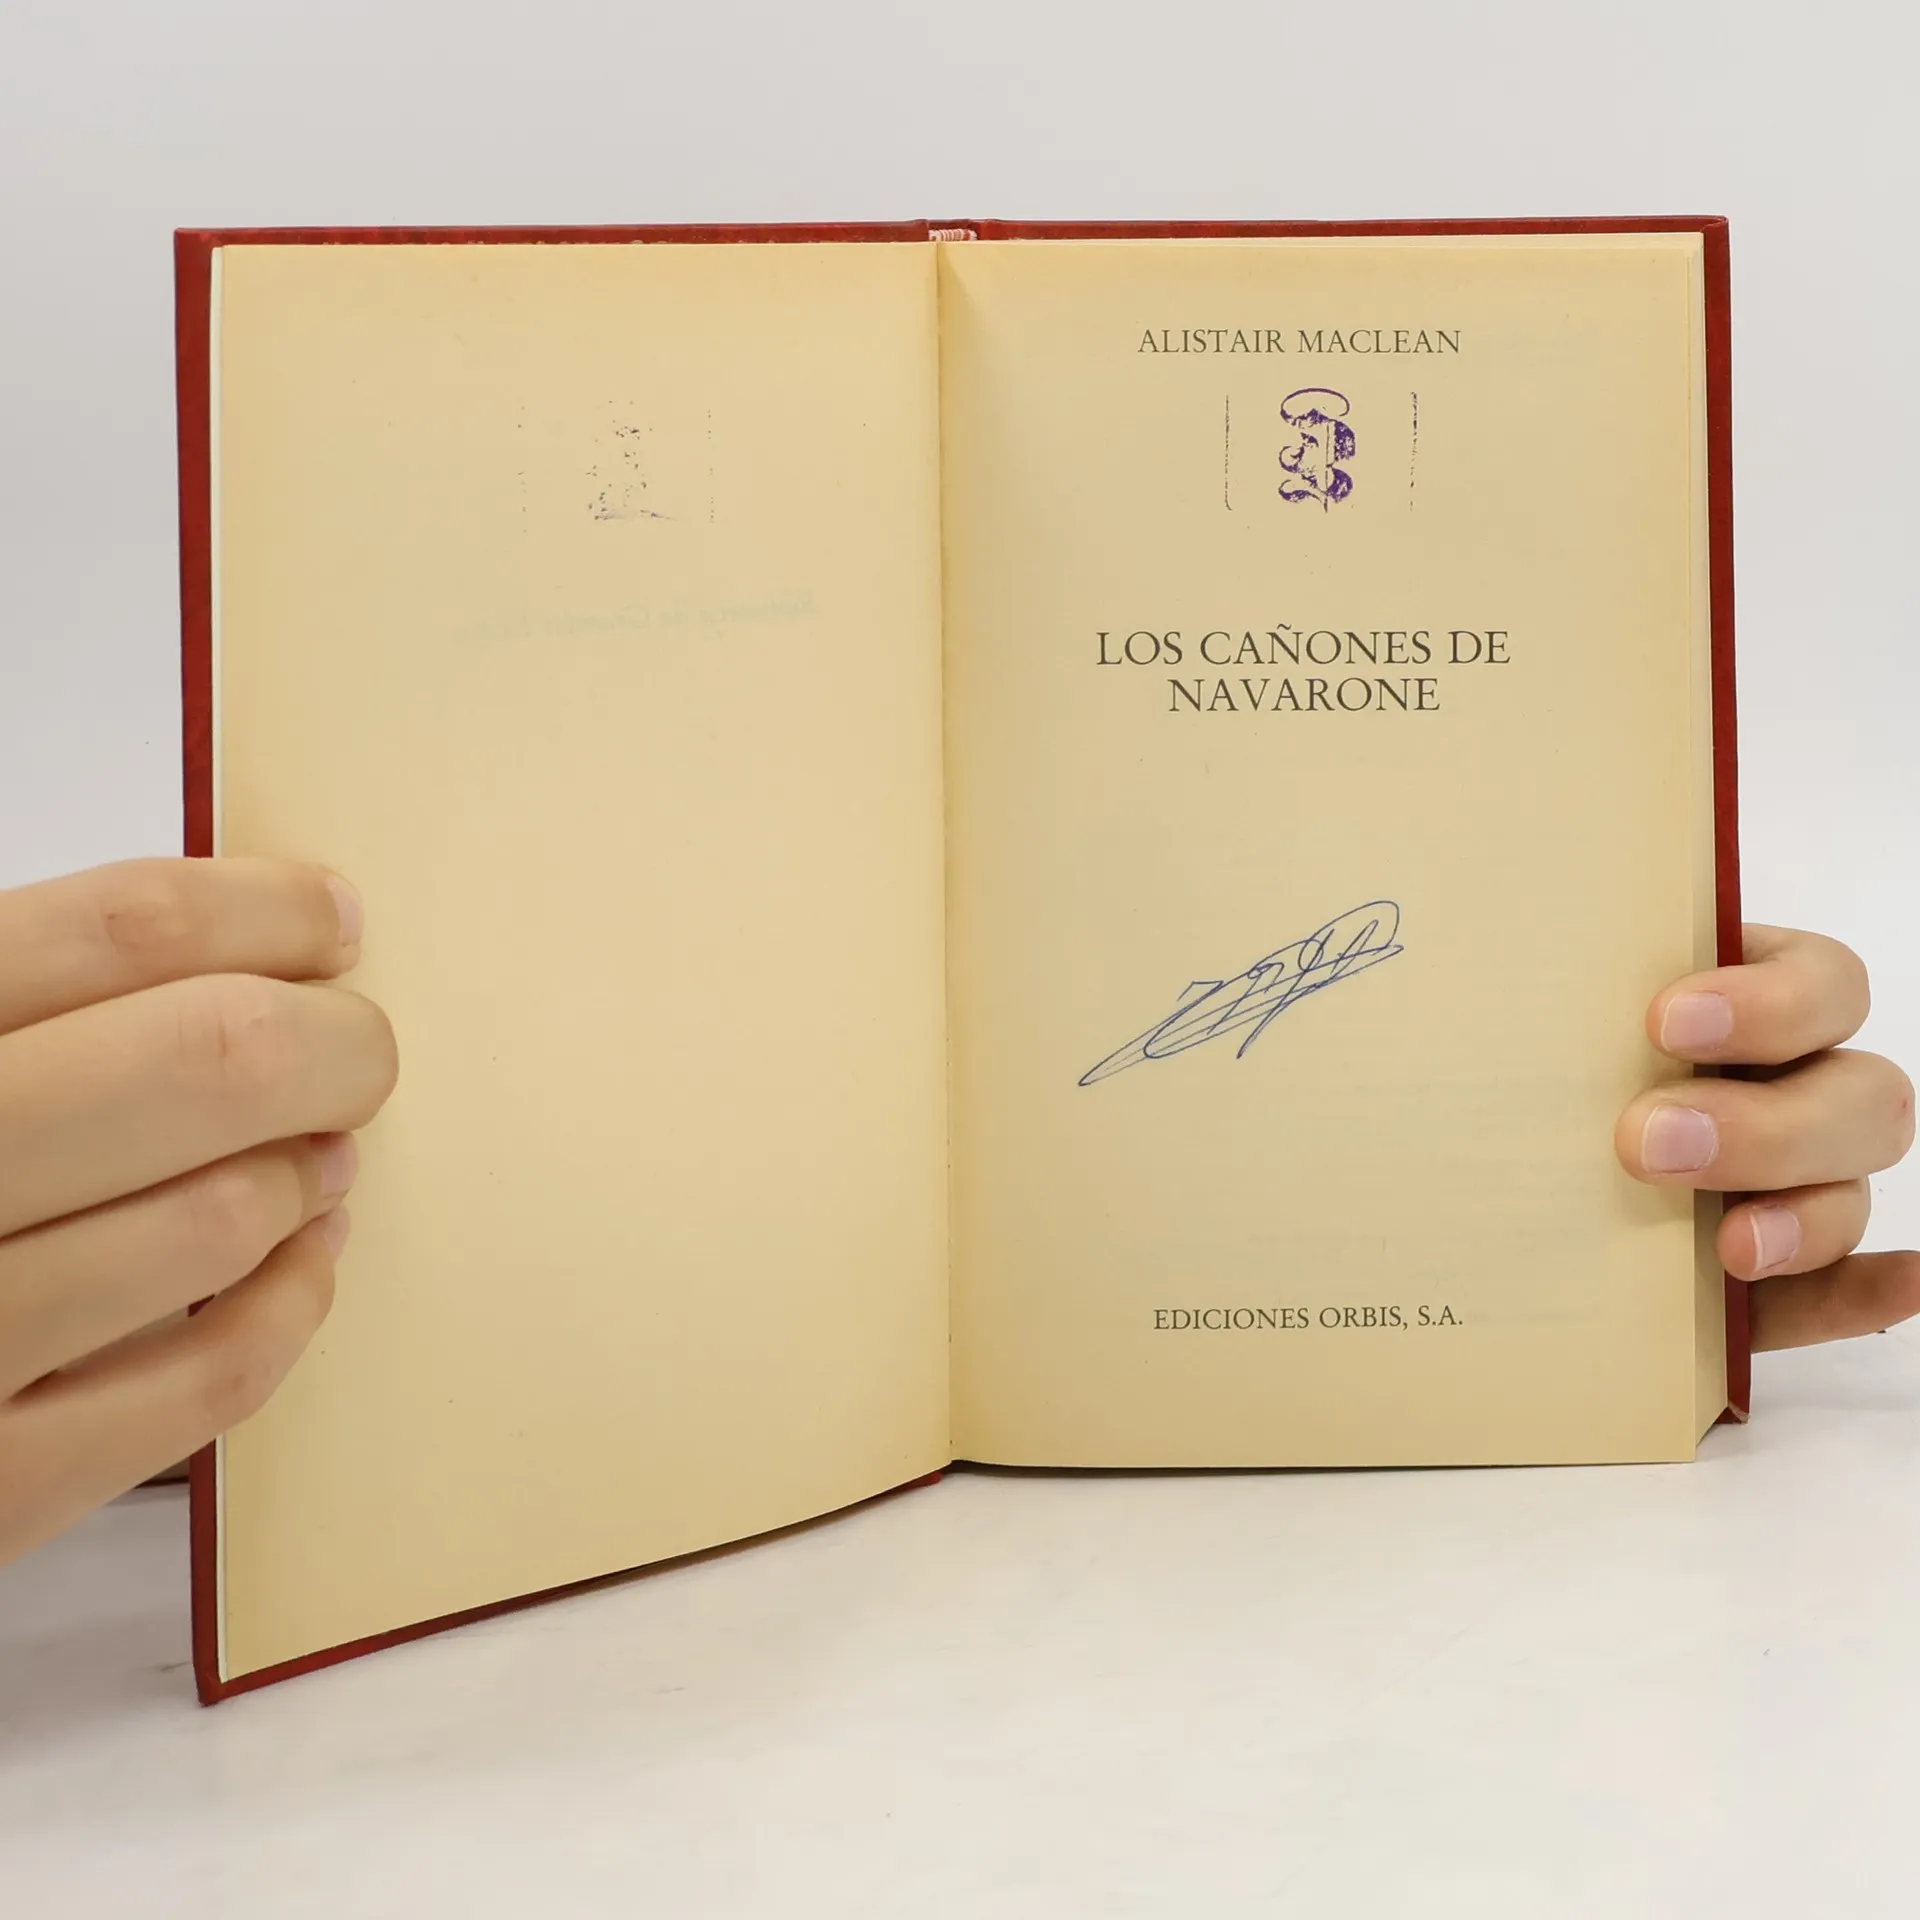 ALISTAIR MACLEAN
LOS CAÑONES DE
NAVARONE
EDICIONES ORBIS, S.A.